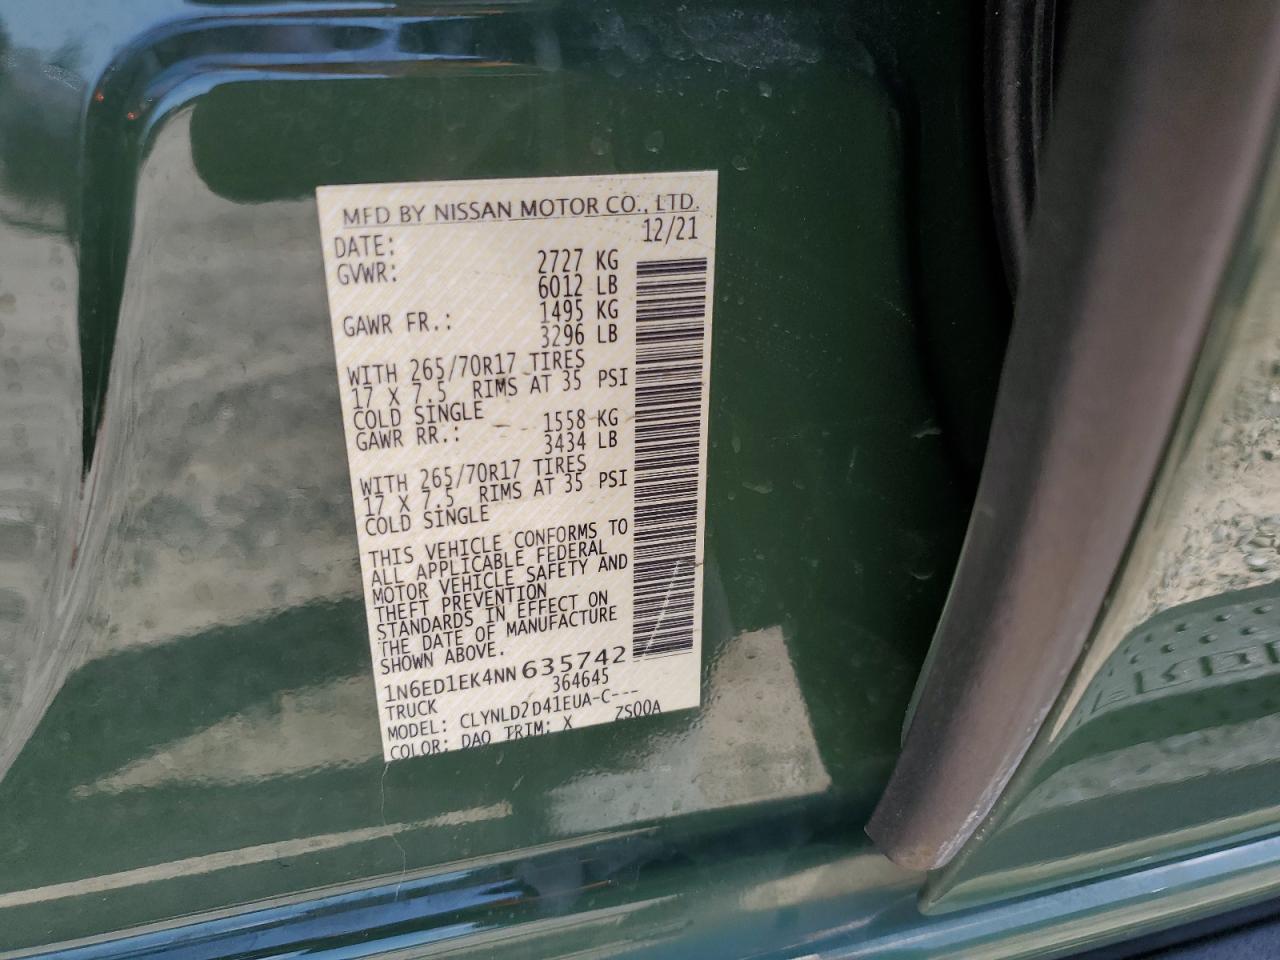 MFD BY NISSAN MOTOR CO., LTD.
DATE: 12/21
GVWR: 2727 KG
6012 LB
GAWR FR.: 1495 KG
3296 LB
WITH 265/70R17 TIRES
17 X 7.5 RIMS AT 35 PSI
COLD SINGLE
GAWR RR.: 1558 KG
3434 LB
WITH 265/70R17 TIRES
17 X 7.5 RIMS AT 35 PSI
COLD SINGLE
THIS VEHICLE CONFORMS TO
ALL APPLICABLE FEDERAL
MOTOR VEHICLE SAFETY AND
THEFT PREVENTION
STANDARDS IN EFFECT ON
THE DATE OF MANUFACTURE
SHOWN ABOVE.
1N6ED1EK4NN635742
TRUCK 364645
MODEL: CLYNLD2D41EUA-C---
COLOR: DAQ TRIM: X ZS00A